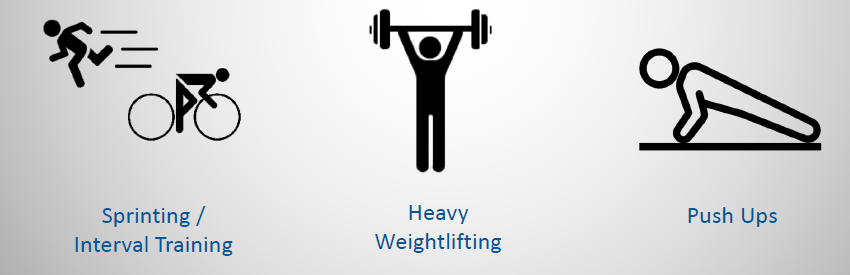 Sprinting /
Interval Training
Heavy
Weightlifting
Push Ups